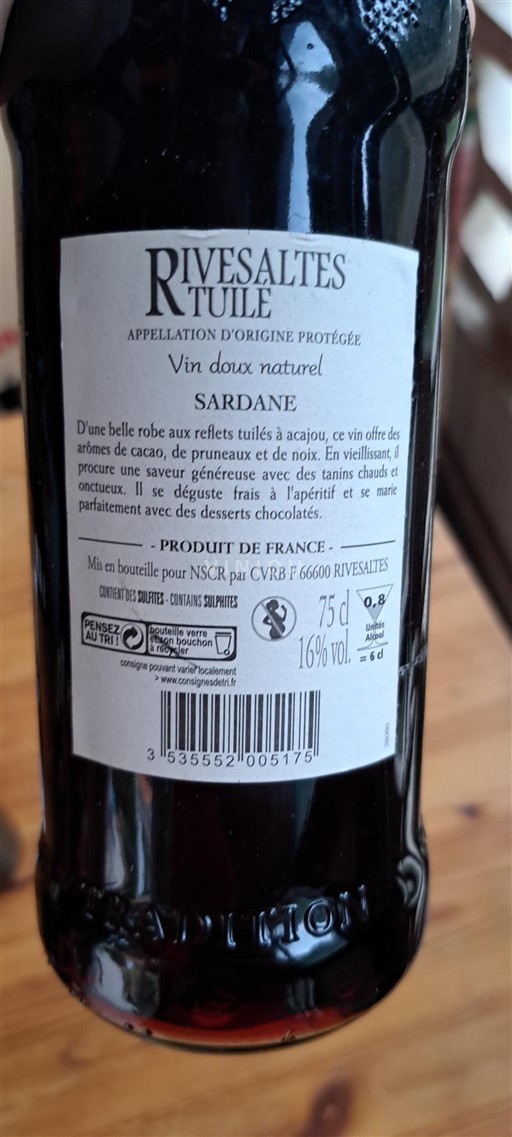 RIVESALTES
TUILÉ
APPELLATION D'ORIGINE PROTÉGÉE
Vin doux naturel
SARDANE
D'une belle robe aux reflets tuilés à acajou, ce vin offre des
arômes de cacao, de pruneaux et de noix. En vieillissant, il
procure une saveur généreuse avec des tanins chauds et
onctueux. Il se déguste frais à l'apéritif et se marie
parfaitement avec des desserts chocolatés.
- PRODUIT DE FRANCE -
Mis en bouteille pour NSCR par CVRB F 66600 RIVESALTES
CONTIENT DES SULFITES - CONTAINS SULPHITES
75 cl
16% vol.
0,8
Unités
Alcool
= 6 cl
PENSEZ
AU TRI !
bouteille verre
et son bouchon
à recycler
consigne pouvant varier localement
> www.consignesdetri.fr
3 535552 005175
TRADITION